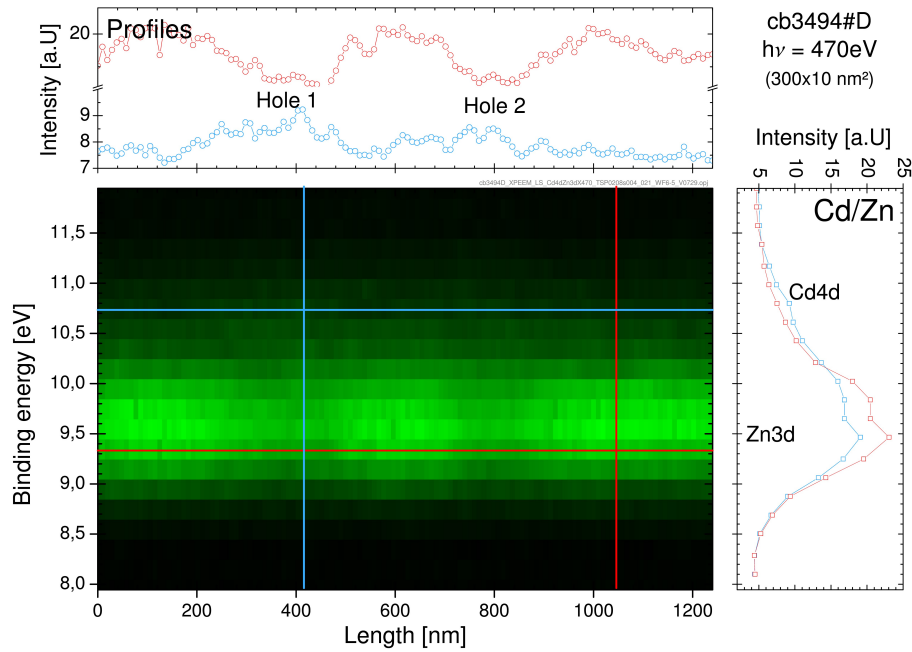 Profiles
cb3494#D
hν = 470eV
(300x10 nm²)
Intensity [a.U]
20
9
8
7
Hole 1
Hole 2
cb3494D_XPEEM_LS_Cd4dZn3dX470_TSP0208s004_021_WF6-5_V0729.opj
Intensity [a.U]
5
10
15
20
25
Cd/Zn
Cd4d
Zn3d
Binding energy [eV]
11,5
11,0
10,5
10,0
9,5
9,0
8,5
8,0
0
200
400
600
800
1000
1200
Length [nm]